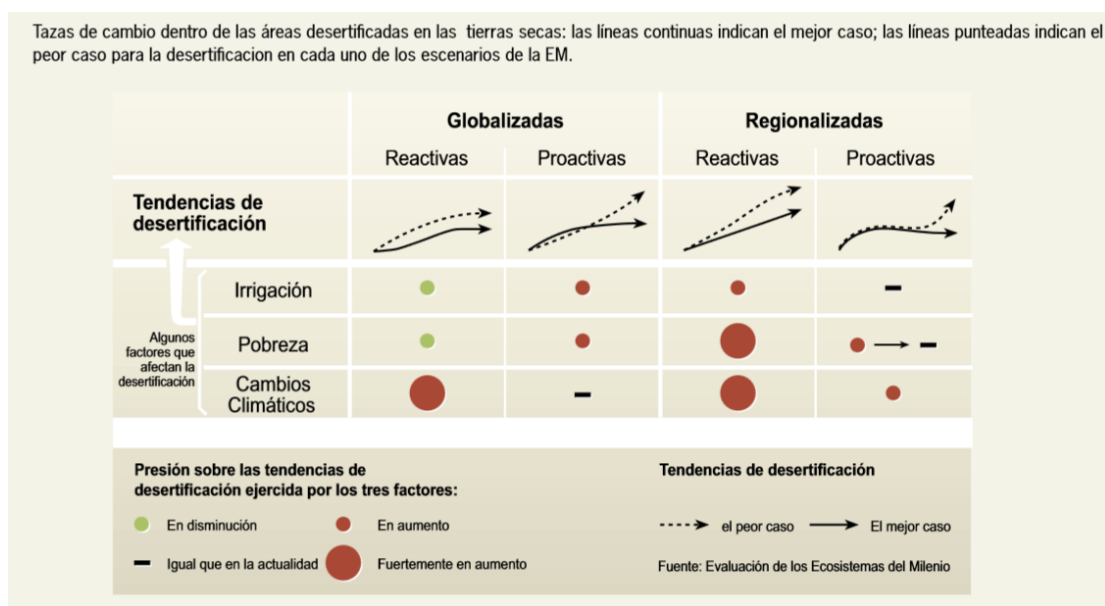 Tazas de cambio dentro de las áreas desertificadas en las tierras secas: las líneas continuas indican el mejor caso; las líneas punteadas indican el
peor caso para la desertificacion en cada uno de los escenarios de la EM.
Globalizadas
Regionalizadas
Reactivas
Proactivas
Reactivas
Proactivas
Tendencias de
desertificación
Algunos
factores que
afectan la
desertificación
Irrigación
Pobreza
Cambios
Climáticos
Presión sobre las tendencias de
desertificación ejercida por los tres factores:
En disminución
En aumento
Igual que en la actualidad
Fuertemente en aumento
Tendencias de desertificación
el peor caso
El mejor caso
Fuente: Evaluación de los Ecosistemas del Milenio